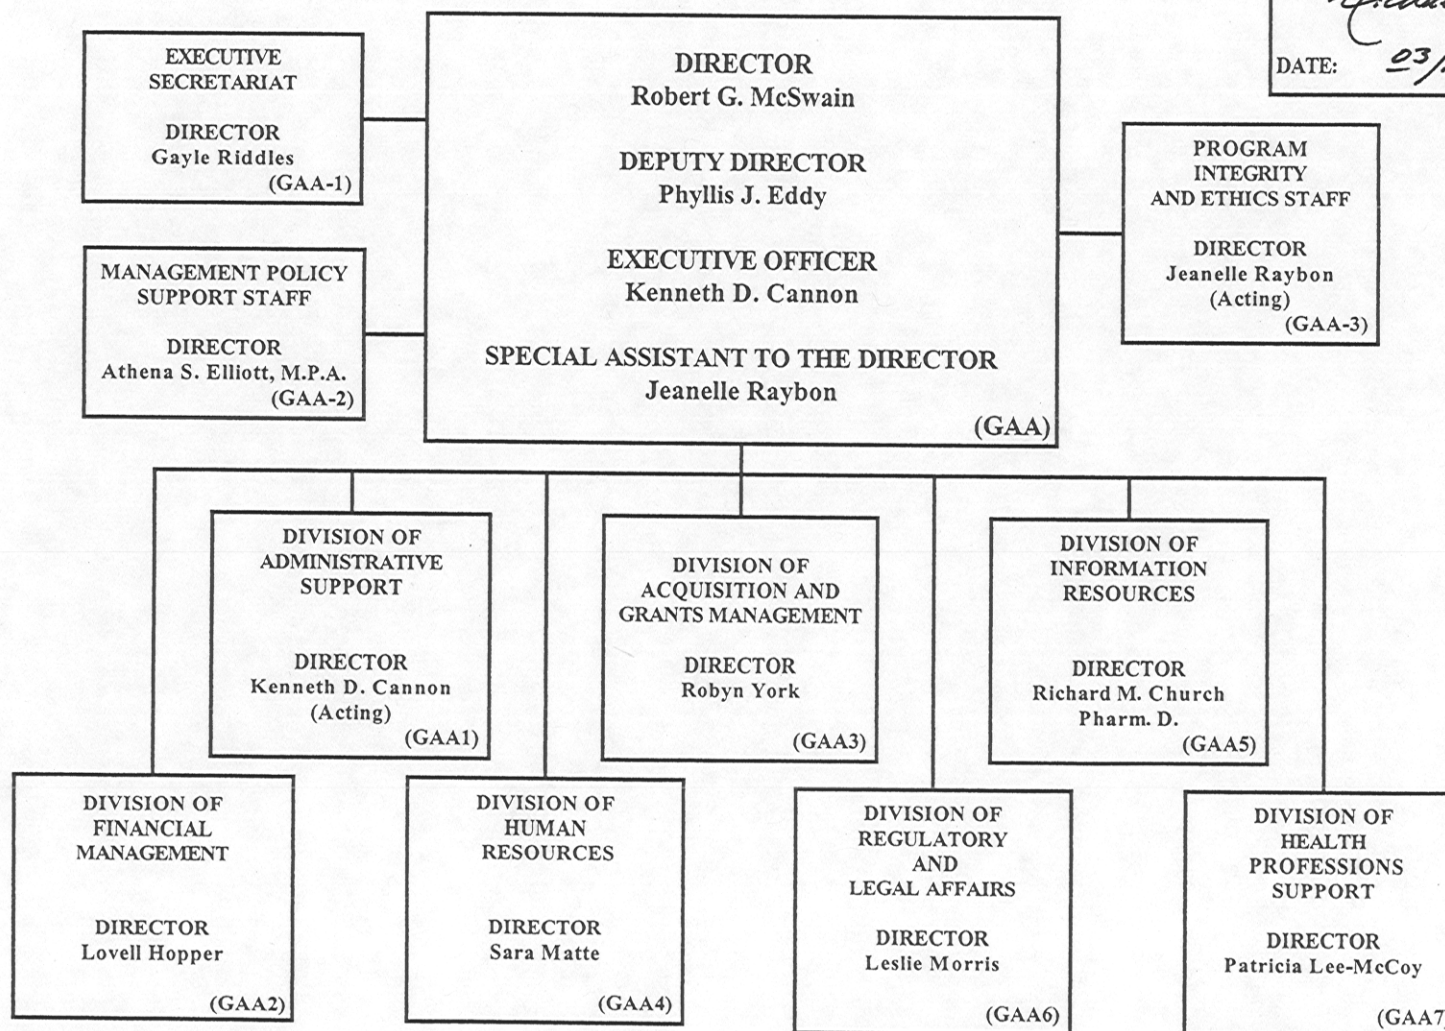 DATE:
EXECUTIVE
SECRETARIAT
DIRECTOR
Gayle Riddles
(GAA-1)
DIRECTOR
Robert G. McSwain
DEPUTY DIRECTOR
Phyllis J. Eddy
EXECUTIVE OFFICER
Kenneth D. Cannon
SPECIAL ASSISTANT TO THE DIRECTOR
Jeanelle Raybon
(GAA)
PROGRAM
INTEGRITY
AND ETHICS STAFF
DIRECTOR
Jeanelle Raybon
(Acting)
(GAA-3)
MANAGEMENT POLICY
SUPPORT STAFF
DIRECTOR
Athena S. Elliott, M.P.A.
(GAA-2)
DIVISION OF
ADMINISTRATIVE
SUPPORT
DIRECTOR
Kenneth D. Cannon
(Acting)
(GAA1)
DIVISION OF
ACQUISITION AND
GRANTS MANAGEMENT
DIRECTOR
Robyn York
(GAA3)
DIVISION OF
INFORMATION
RESOURCES
DIRECTOR
Richard M. Church
Pharm. D.
(GAA5)
DIVISION OF
FINANCIAL
MANAGEMENT
DIRECTOR
Lovell Hopper
(GAA2)
DIVISION OF
HUMAN
RESOURCES
DIRECTOR
Sara Matte
(GAA4)
DIVISION OF
REGULATORY
AND
LEGAL AFFAIRS
DIRECTOR
Leslie Morris
(GAA6)
DIVISION OF
HEALTH
PROFESSIONS
SUPPORT
DIRECTOR
Patricia Lee-McCoy
(GAA7